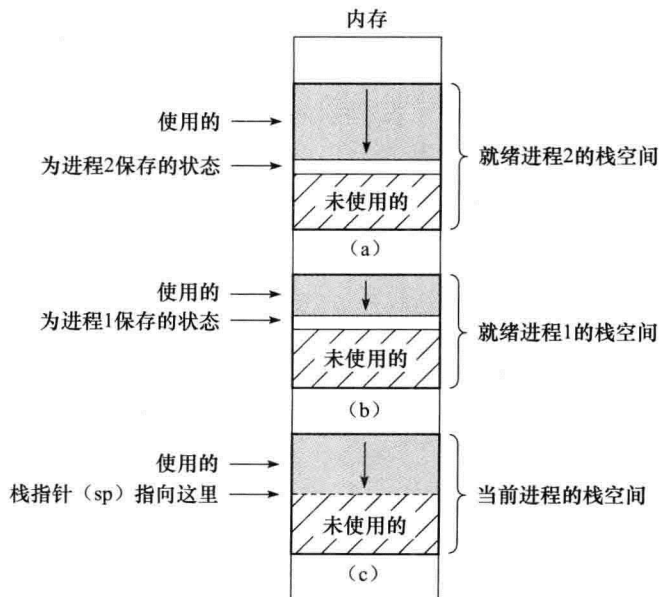 内存
使用的
为进程2保存的状态
就绪进程2的栈空间
未使用的
（a）
使用的
为进程1保存的状态
就绪进程1的栈空间
未使用的
（b）
使用的
栈指针（sp）指向这里
当前进程的栈空间
未使用的
（c）